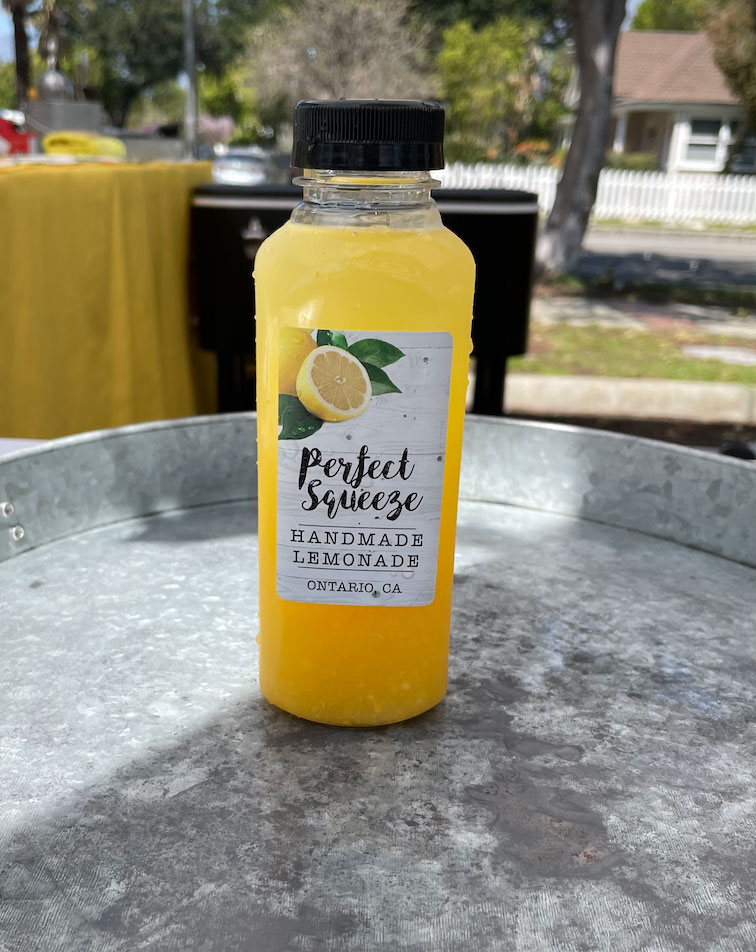 Perfect
Squeeze
HANDMADE
LEMONADE
ONTARIO, CA